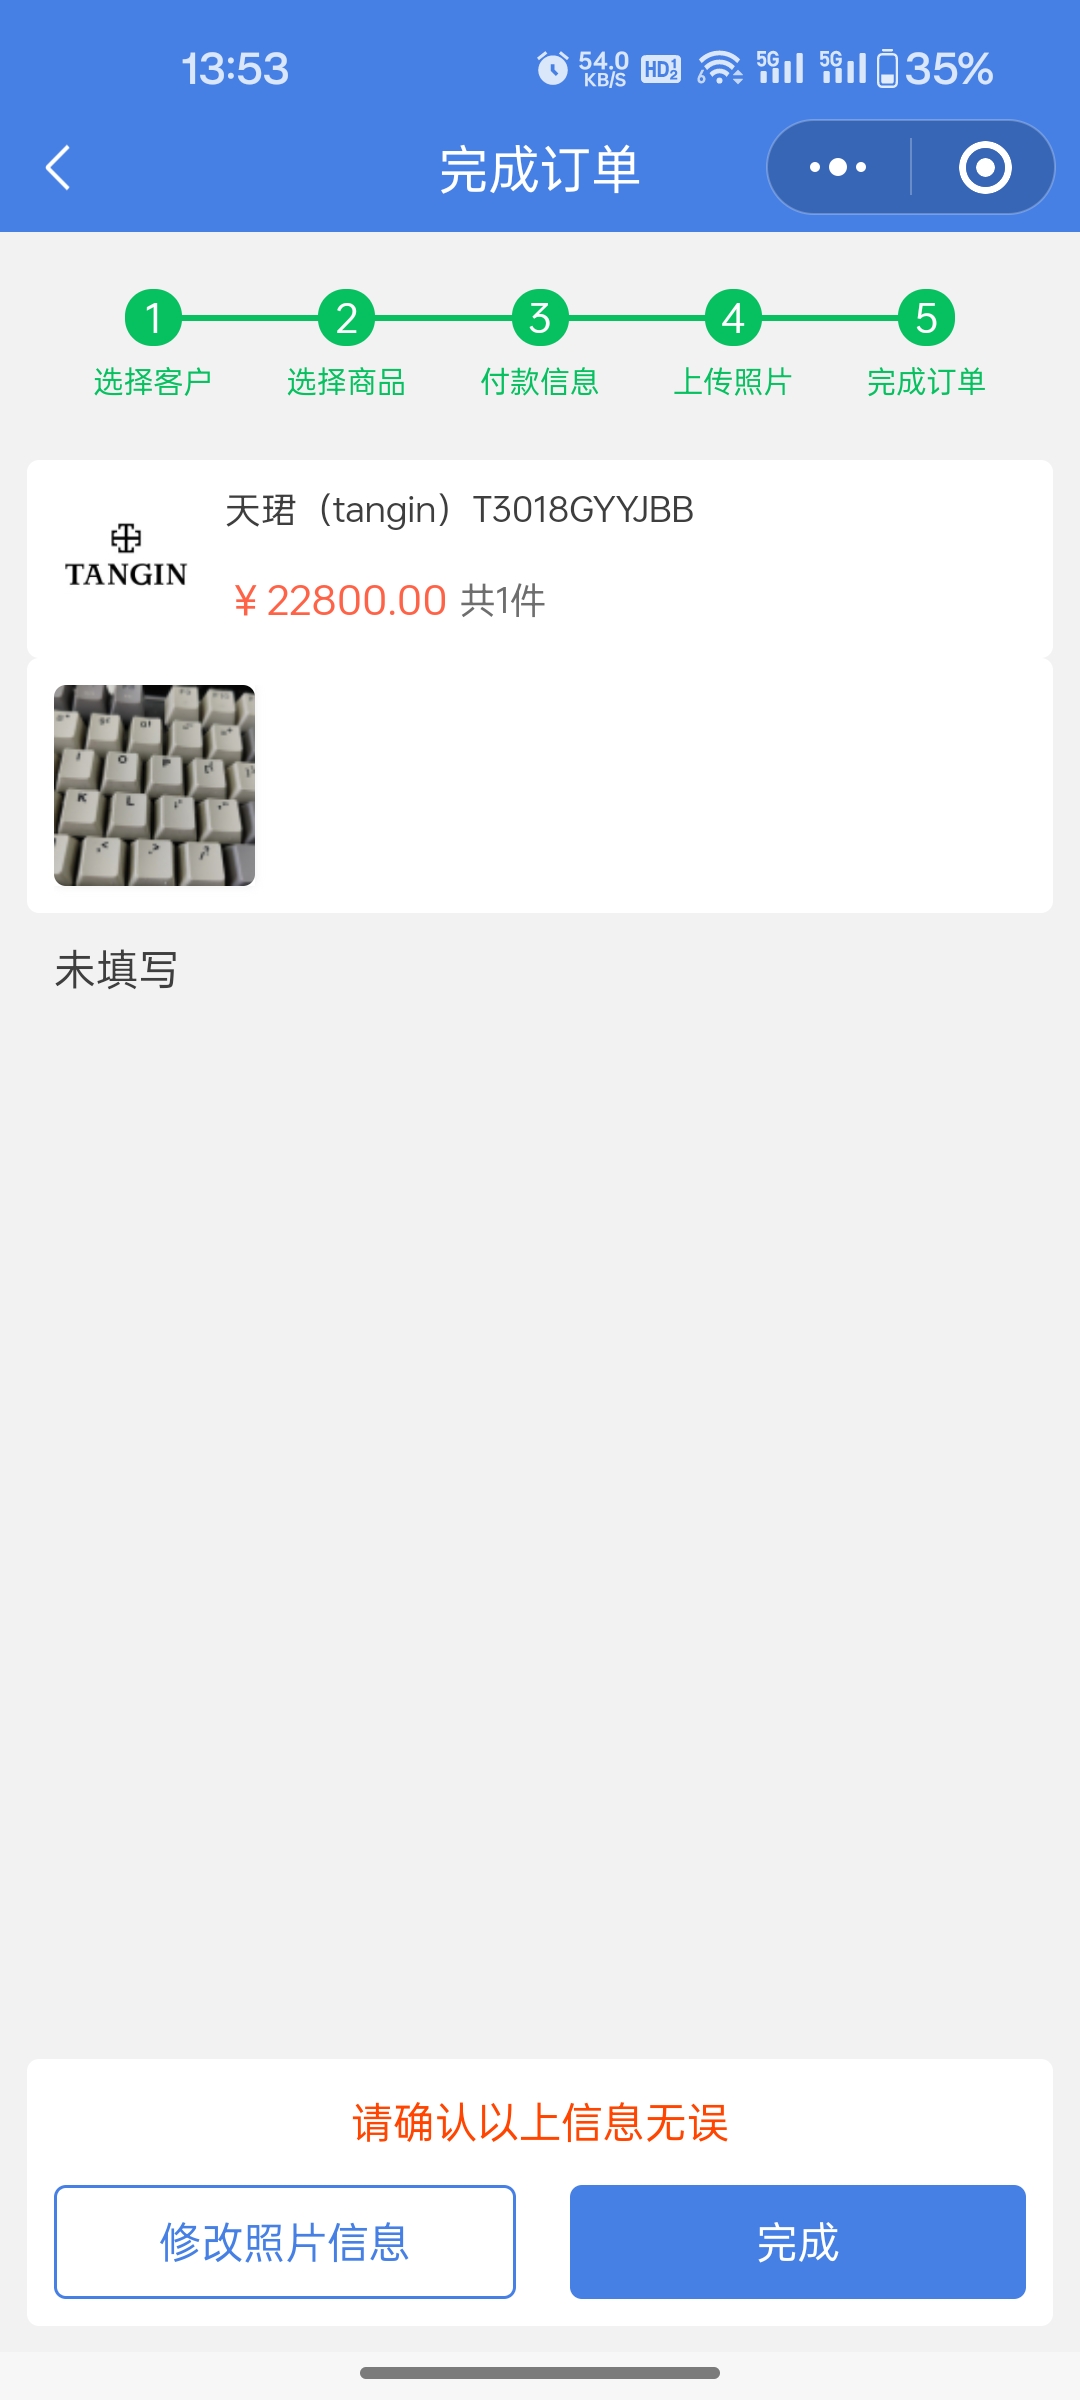 13:53
54.0
KB/S
HD 1 2
6
5G
5G
35%
完成订单
1
2
3
4
5
选择客户
选择商品
付款信息
上传照片
完成订单
天珺（tangin）T3018GYYJBB
TANGIN
¥ 22800.00 共1件
O P
K L
未填写
请确认以上信息无误
修改照片信息
完成